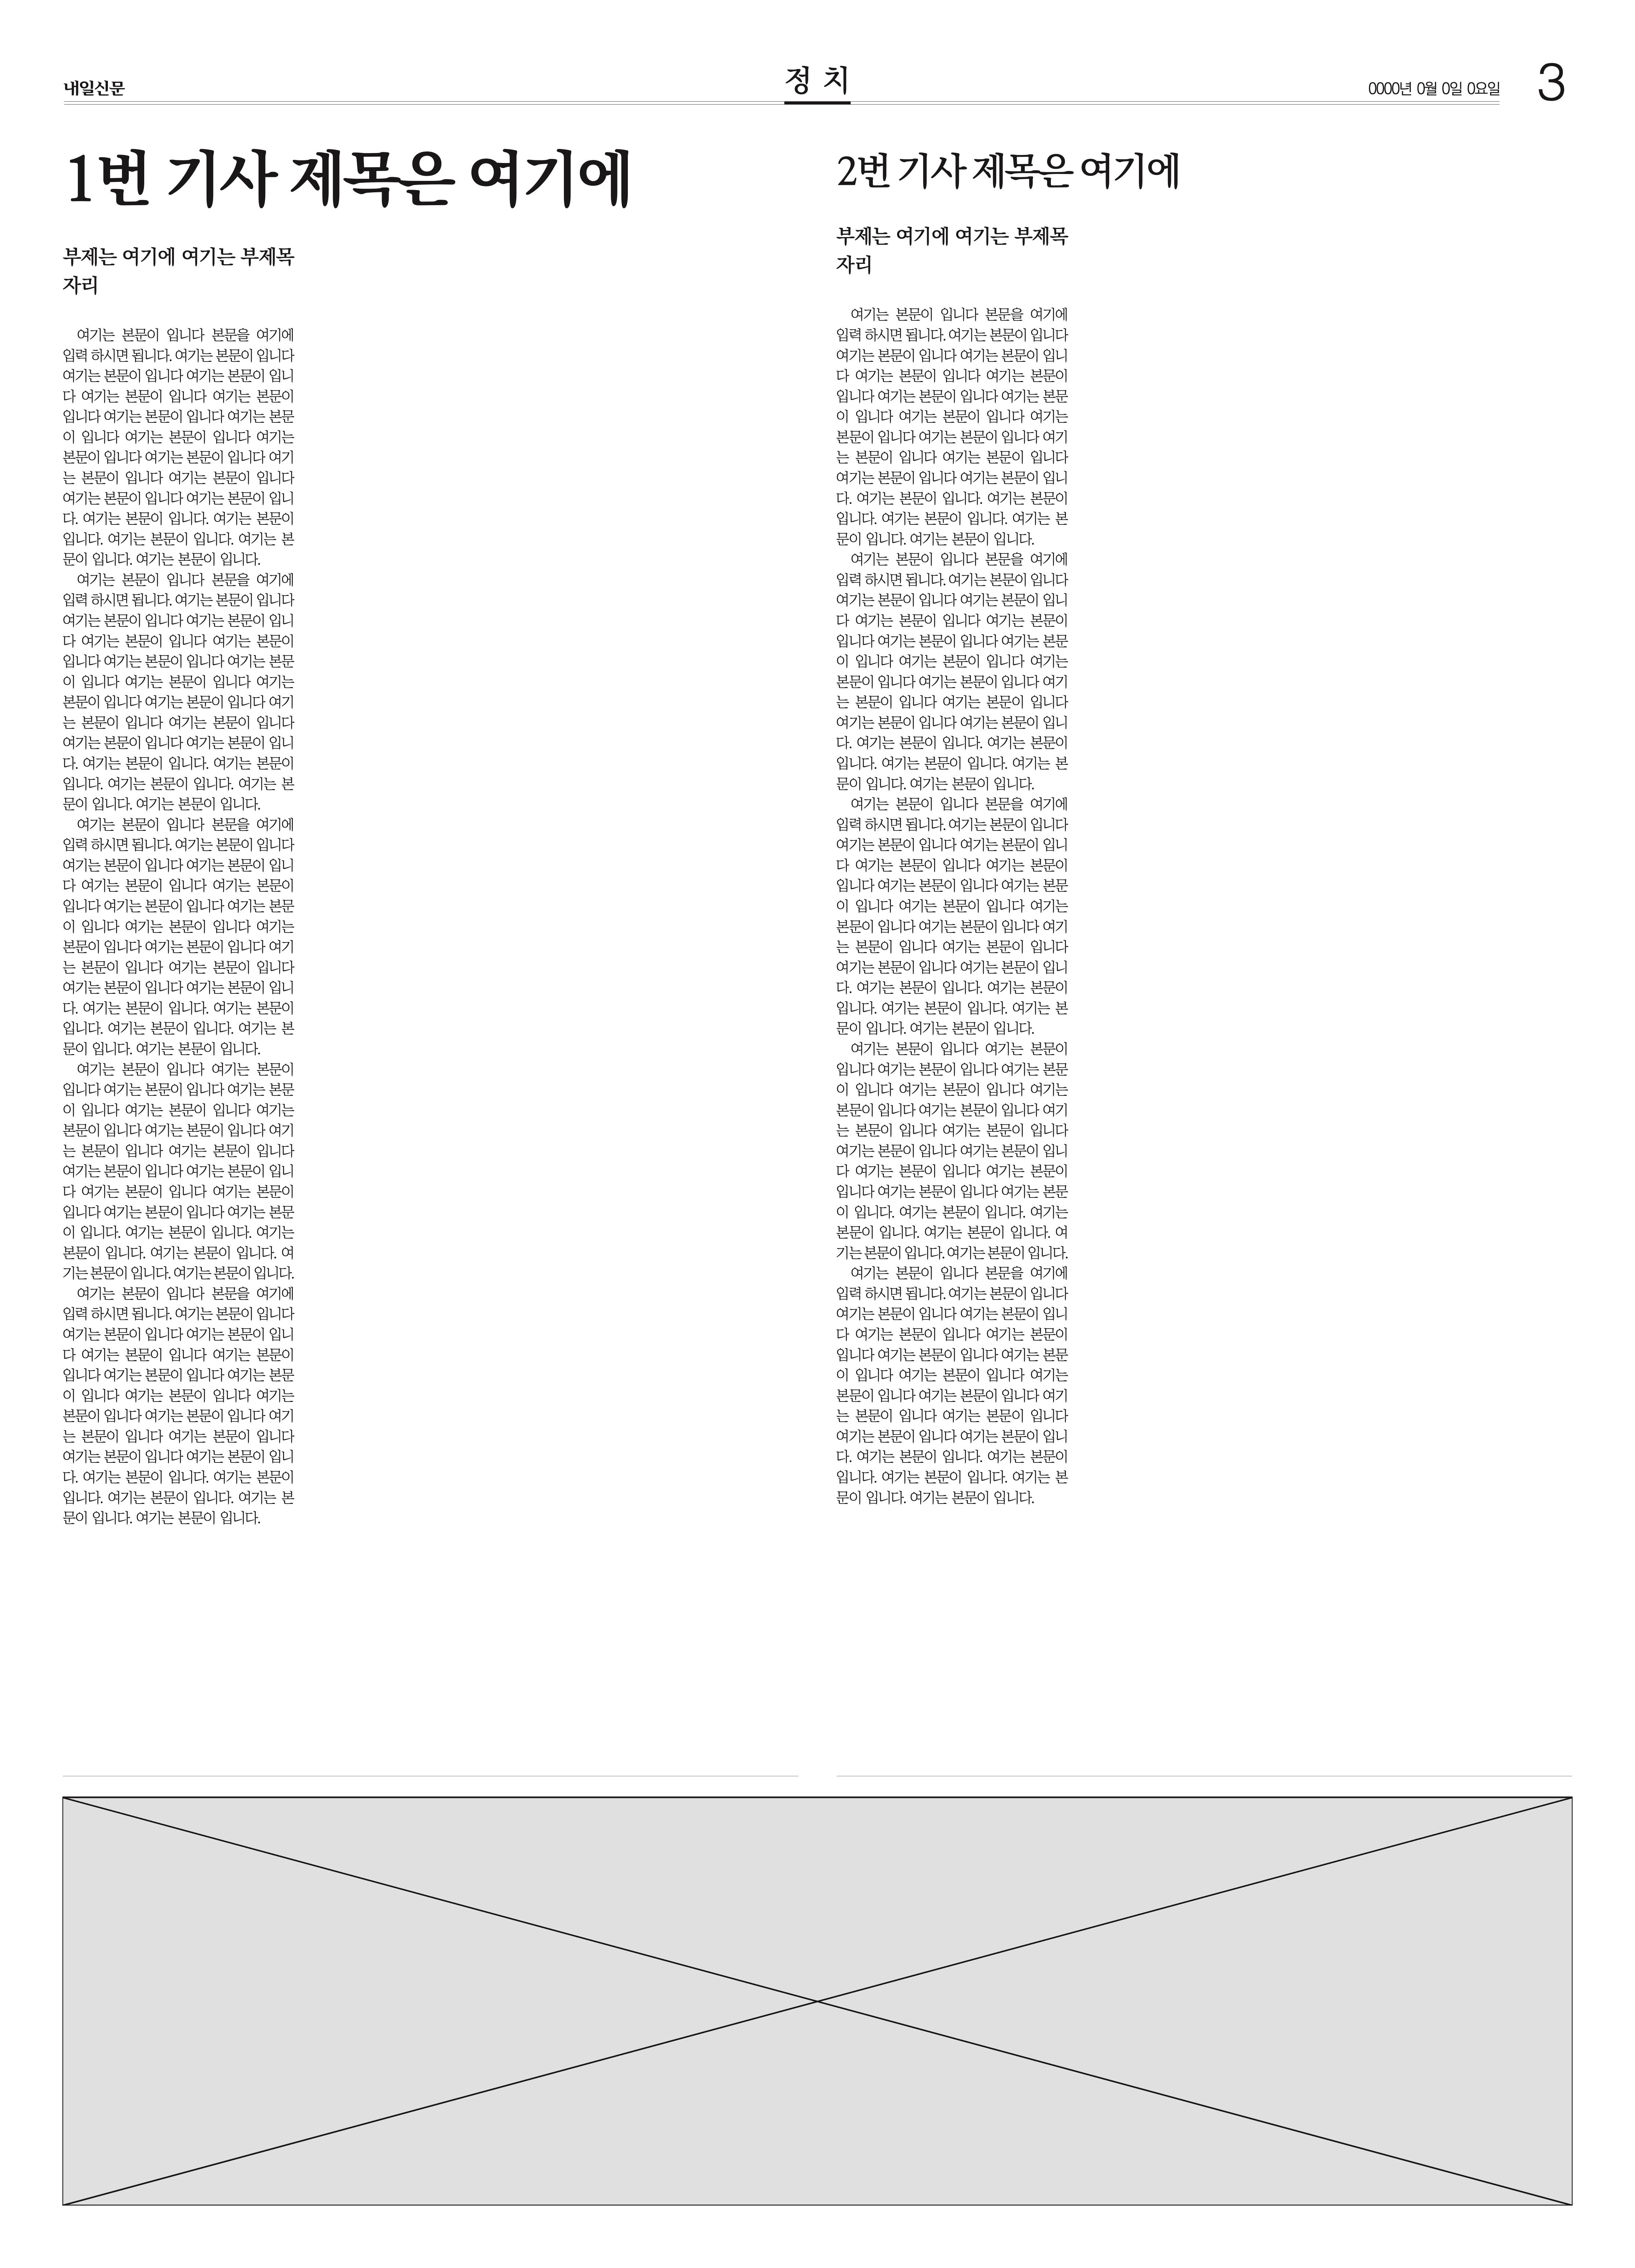 내일신문
정 치
0000년 0월 0일 0요일
3
1번 기사 제목은 여기에
부제는 여기에 여기는 부제목
자리
여기는 본문이 입니다 본문을 여기에
입력 하시면 됩니다. 여기는 본문이 입니다
여기는 본문이 입니다 여기는 본문이 입니
다 여기는 본문이 입니다 여기는 본문이
입니다 여기는 본문이 입니다 여기는 본문
이 입니다 여기는 본문이 입니다 여기는
본문이 입니다 여기는 본문이 입니다 여기
는 본문이 입니다 여기는 본문이 입니다
여기는 본문이 입니다 여기는 본문이 입니
다. 여기는 본문이 입니다. 여기는 본문이
입니다. 여기는 본문이 입니다. 여기는 본
문이 입니다. 여기는 본문이 입니다.
여기는 본문이 입니다 본문을 여기에
입력 하시면 됩니다. 여기는 본문이 입니다
여기는 본문이 입니다 여기는 본문이 입니
다 여기는 본문이 입니다 여기는 본문이
입니다 여기는 본문이 입니다 여기는 본문
이 입니다 여기는 본문이 입니다 여기는
본문이 입니다 여기는 본문이 입니다 여기
는 본문이 입니다 여기는 본문이 입니다
여기는 본문이 입니다 여기는 본문이 입니
다. 여기는 본문이 입니다. 여기는 본문이
입니다. 여기는 본문이 입니다. 여기는 본
문이 입니다. 여기는 본문이 입니다.
여기는 본문이 입니다 본문을 여기에
입력 하시면 됩니다. 여기는 본문이 입니다
여기는 본문이 입니다 여기는 본문이 입니
다 여기는 본문이 입니다 여기는 본문이
입니다 여기는 본문이 입니다 여기는 본문
이 입니다 여기는 본문이 입니다 여기는
본문이 입니다 여기는 본문이 입니다 여기
는 본문이 입니다 여기는 본문이 입니다
여기는 본문이 입니다 여기는 본문이 입니
다. 여기는 본문이 입니다. 여기는 본문이
입니다. 여기는 본문이 입니다. 여기는 본
문이 입니다. 여기는 본문이 입니다.
여기는 본문이 입니다 여기는 본문이
입니다 여기는 본문이 입니다 여기는 본문
이 입니다 여기는 본문이 입니다 여기는
본문이 입니다 여기는 본문이 입니다 여기
는 본문이 입니다 여기는 본문이 입니다
여기는 본문이 입니다 여기는 본문이 입니
다 여기는 본문이 입니다 여기는 본문이
입니다 여기는 본문이 입니다 여기는 본문
이 입니다. 여기는 본문이 입니다. 여기는
본문이 입니다. 여기는 본문이 입니다. 여
기는 본문이 입니다. 여기는 본문이 입니다.
여기는 본문이 입니다 본문을 여기에
입력 하시면 됩니다. 여기는 본문이 입니다
여기는 본문이 입니다 여기는 본문이 입니
다 여기는 본문이 입니다 여기는 본문이
입니다 여기는 본문이 입니다 여기는 본문
이 입니다 여기는 본문이 입니다 여기는
본문이 입니다 여기는 본문이 입니다 여기
는 본문이 입니다 여기는 본문이 입니다
여기는 본문이 입니다 여기는 본문이 입니
다. 여기는 본문이 입니다. 여기는 본문이
입니다. 여기는 본문이 입니다. 여기는 본
문이 입니다. 여기는 본문이 입니다.
2번 기사 제목은 여기에
부제는 여기에 여기는 부제목
자리
여기는 본문이 입니다 본문을 여기에
입력 하시면 됩니다. 여기는 본문이 입니다
여기는 본문이 입니다 여기는 본문이 입니
다 여기는 본문이 입니다 여기는 본문이
입니다 여기는 본문이 입니다 여기는 본문
이 입니다 여기는 본문이 입니다 여기는
본문이 입니다 여기는 본문이 입니다 여기
는 본문이 입니다 여기는 본문이 입니다
여기는 본문이 입니다 여기는 본문이 입니
다. 여기는 본문이 입니다. 여기는 본문이
입니다. 여기는 본문이 입니다. 여기는 본
문이 입니다. 여기는 본문이 입니다.
여기는 본문이 입니다 본문을 여기에
입력 하시면 됩니다. 여기는 본문이 입니다
여기는 본문이 입니다 여기는 본문이 입니
다 여기는 본문이 입니다 여기는 본문이
입니다 여기는 본문이 입니다 여기는 본문
이 입니다 여기는 본문이 입니다 여기는
본문이 입니다 여기는 본문이 입니다 여기
는 본문이 입니다 여기는 본문이 입니다
여기는 본문이 입니다 여기는 본문이 입니
다. 여기는 본문이 입니다. 여기는 본문이
입니다. 여기는 본문이 입니다. 여기는 본
문이 입니다. 여기는 본문이 입니다.
여기는 본문이 입니다 본문을 여기에
입력 하시면 됩니다. 여기는 본문이 입니다
여기는 본문이 입니다 여기는 본문이 입니
다 여기는 본문이 입니다 여기는 본문이
입니다 여기는 본문이 입니다 여기는 본문
이 입니다 여기는 본문이 입니다 여기는
본문이 입니다 여기는 본문이 입니다 여기
는 본문이 입니다 여기는 본문이 입니다
여기는 본문이 입니다 여기는 본문이 입니
다. 여기는 본문이 입니다. 여기는 본문이
입니다. 여기는 본문이 입니다. 여기는 본
문이 입니다. 여기는 본문이 입니다.
여기는 본문이 입니다 여기는 본문이
입니다 여기는 본문이 입니다 여기는 본문
이 입니다 여기는 본문이 입니다 여기는
본문이 입니다 여기는 본문이 입니다 여기
는 본문이 입니다 여기는 본문이 입니다
여기는 본문이 입니다 여기는 본문이 입니
다 여기는 본문이 입니다 여기는 본문이
입니다 여기는 본문이 입니다 여기는 본문
이 입니다. 여기는 본문이 입니다. 여기는
본문이 입니다. 여기는 본문이 입니다. 여
기는 본문이 입니다. 여기는 본문이 입니다.
여기는 본문이 입니다 본문을 여기에
입력 하시면 됩니다. 여기는 본문이 입니다
여기는 본문이 입니다 여기는 본문이 입니
다 여기는 본문이 입니다 여기는 본문이
입니다 여기는 본문이 입니다 여기는 본문
이 입니다 여기는 본문이 입니다 여기는
본문이 입니다 여기는 본문이 입니다 여기
는 본문이 입니다 여기는 본문이 입니다
여기는 본문이 입니다 여기는 본문이 입니
다. 여기는 본문이 입니다. 여기는 본문이
입니다. 여기는 본문이 입니다. 여기는 본
문이 입니다. 여기는 본문이 입니다.